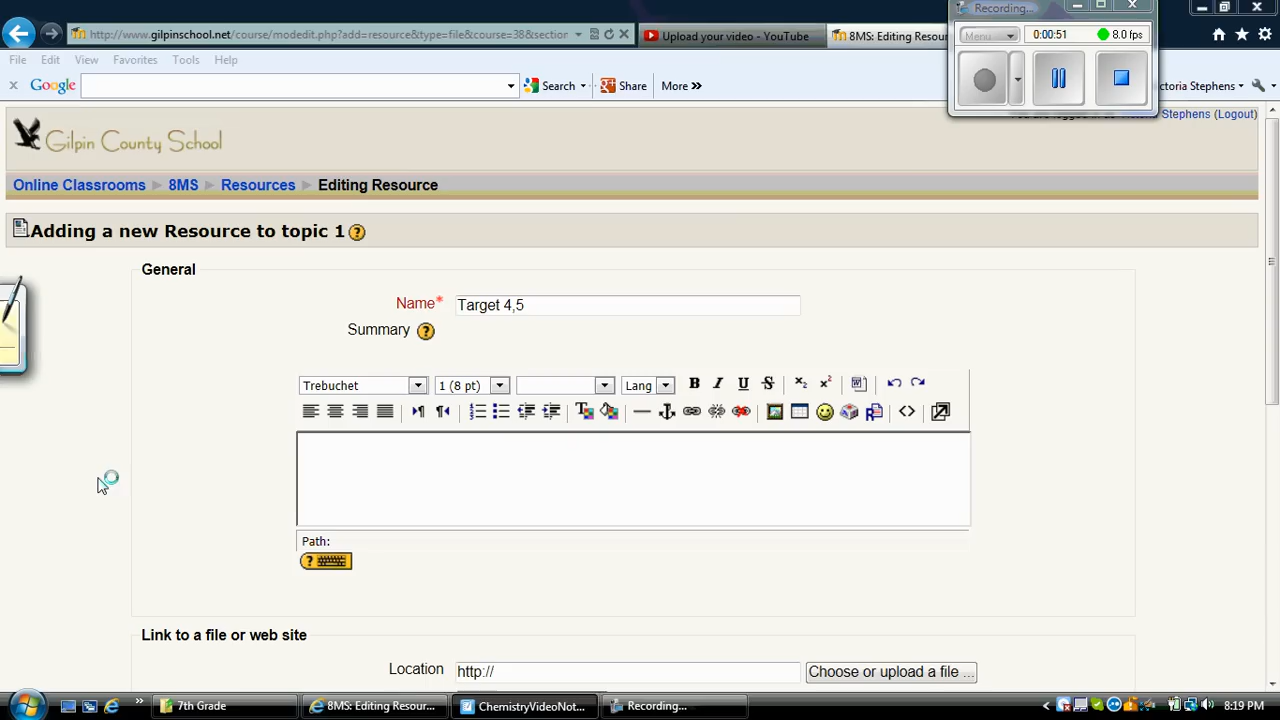 Recording...
http://www.gilpinschool.net/course/modedit.php?add=resource&type=file&course=38&section
Upload your video - YouTube
8MS: Editing Resour...
Menu
0:00:51
8.0 fps
File Edit View Favorites Tools Help
x Google
Search
Share
More »
ictoria Stephens
Gilpin County School
Stephens (Logout)
Online Classrooms ► 8MS ► Resources ► Editing Resource
Adding a new Resource to topic 1 ?
General
Name* Target 4,5
Summary ?
Trebuchet 1 (8 pt) Lang B I U S
Path:
?
Link to a file or web site
Location http:// Choose or upload a file ...
7th Grade
8MS: Editing Resour...
ChemistryVideoNot...
Recording...
8:19 PM